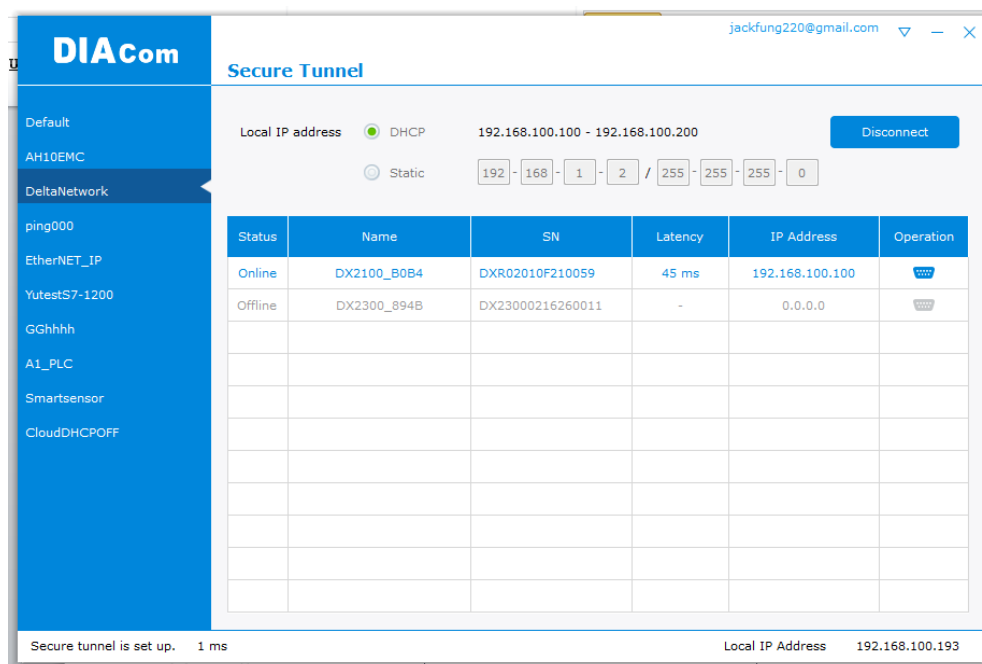 jackfung220@gmail.com
DIACom
Secure Tunnel
Default
AH10EMC
DeltaNetwork
ping000
EtherNET_IP
YutestS7-1200
GGhhhh
A1_PLC
Smartsensor
CloudDHCPOFF
Local IP address DHCP 192.168.100.100 - 192.168.100.200 Disconnect
Static 192 - 168 - 1 - 2 / 255 - 255 - 255 - 0
Status Name SN Latency IP Address Operation
Online DX2100_B0B4 DXR02010F210059 45 ms 192.168.100.100
Offline DX2300_894B DX23000216260011 - 0.0.0.0
Secure tunnel is set up. 1 ms Local IP Address 192.168.100.193